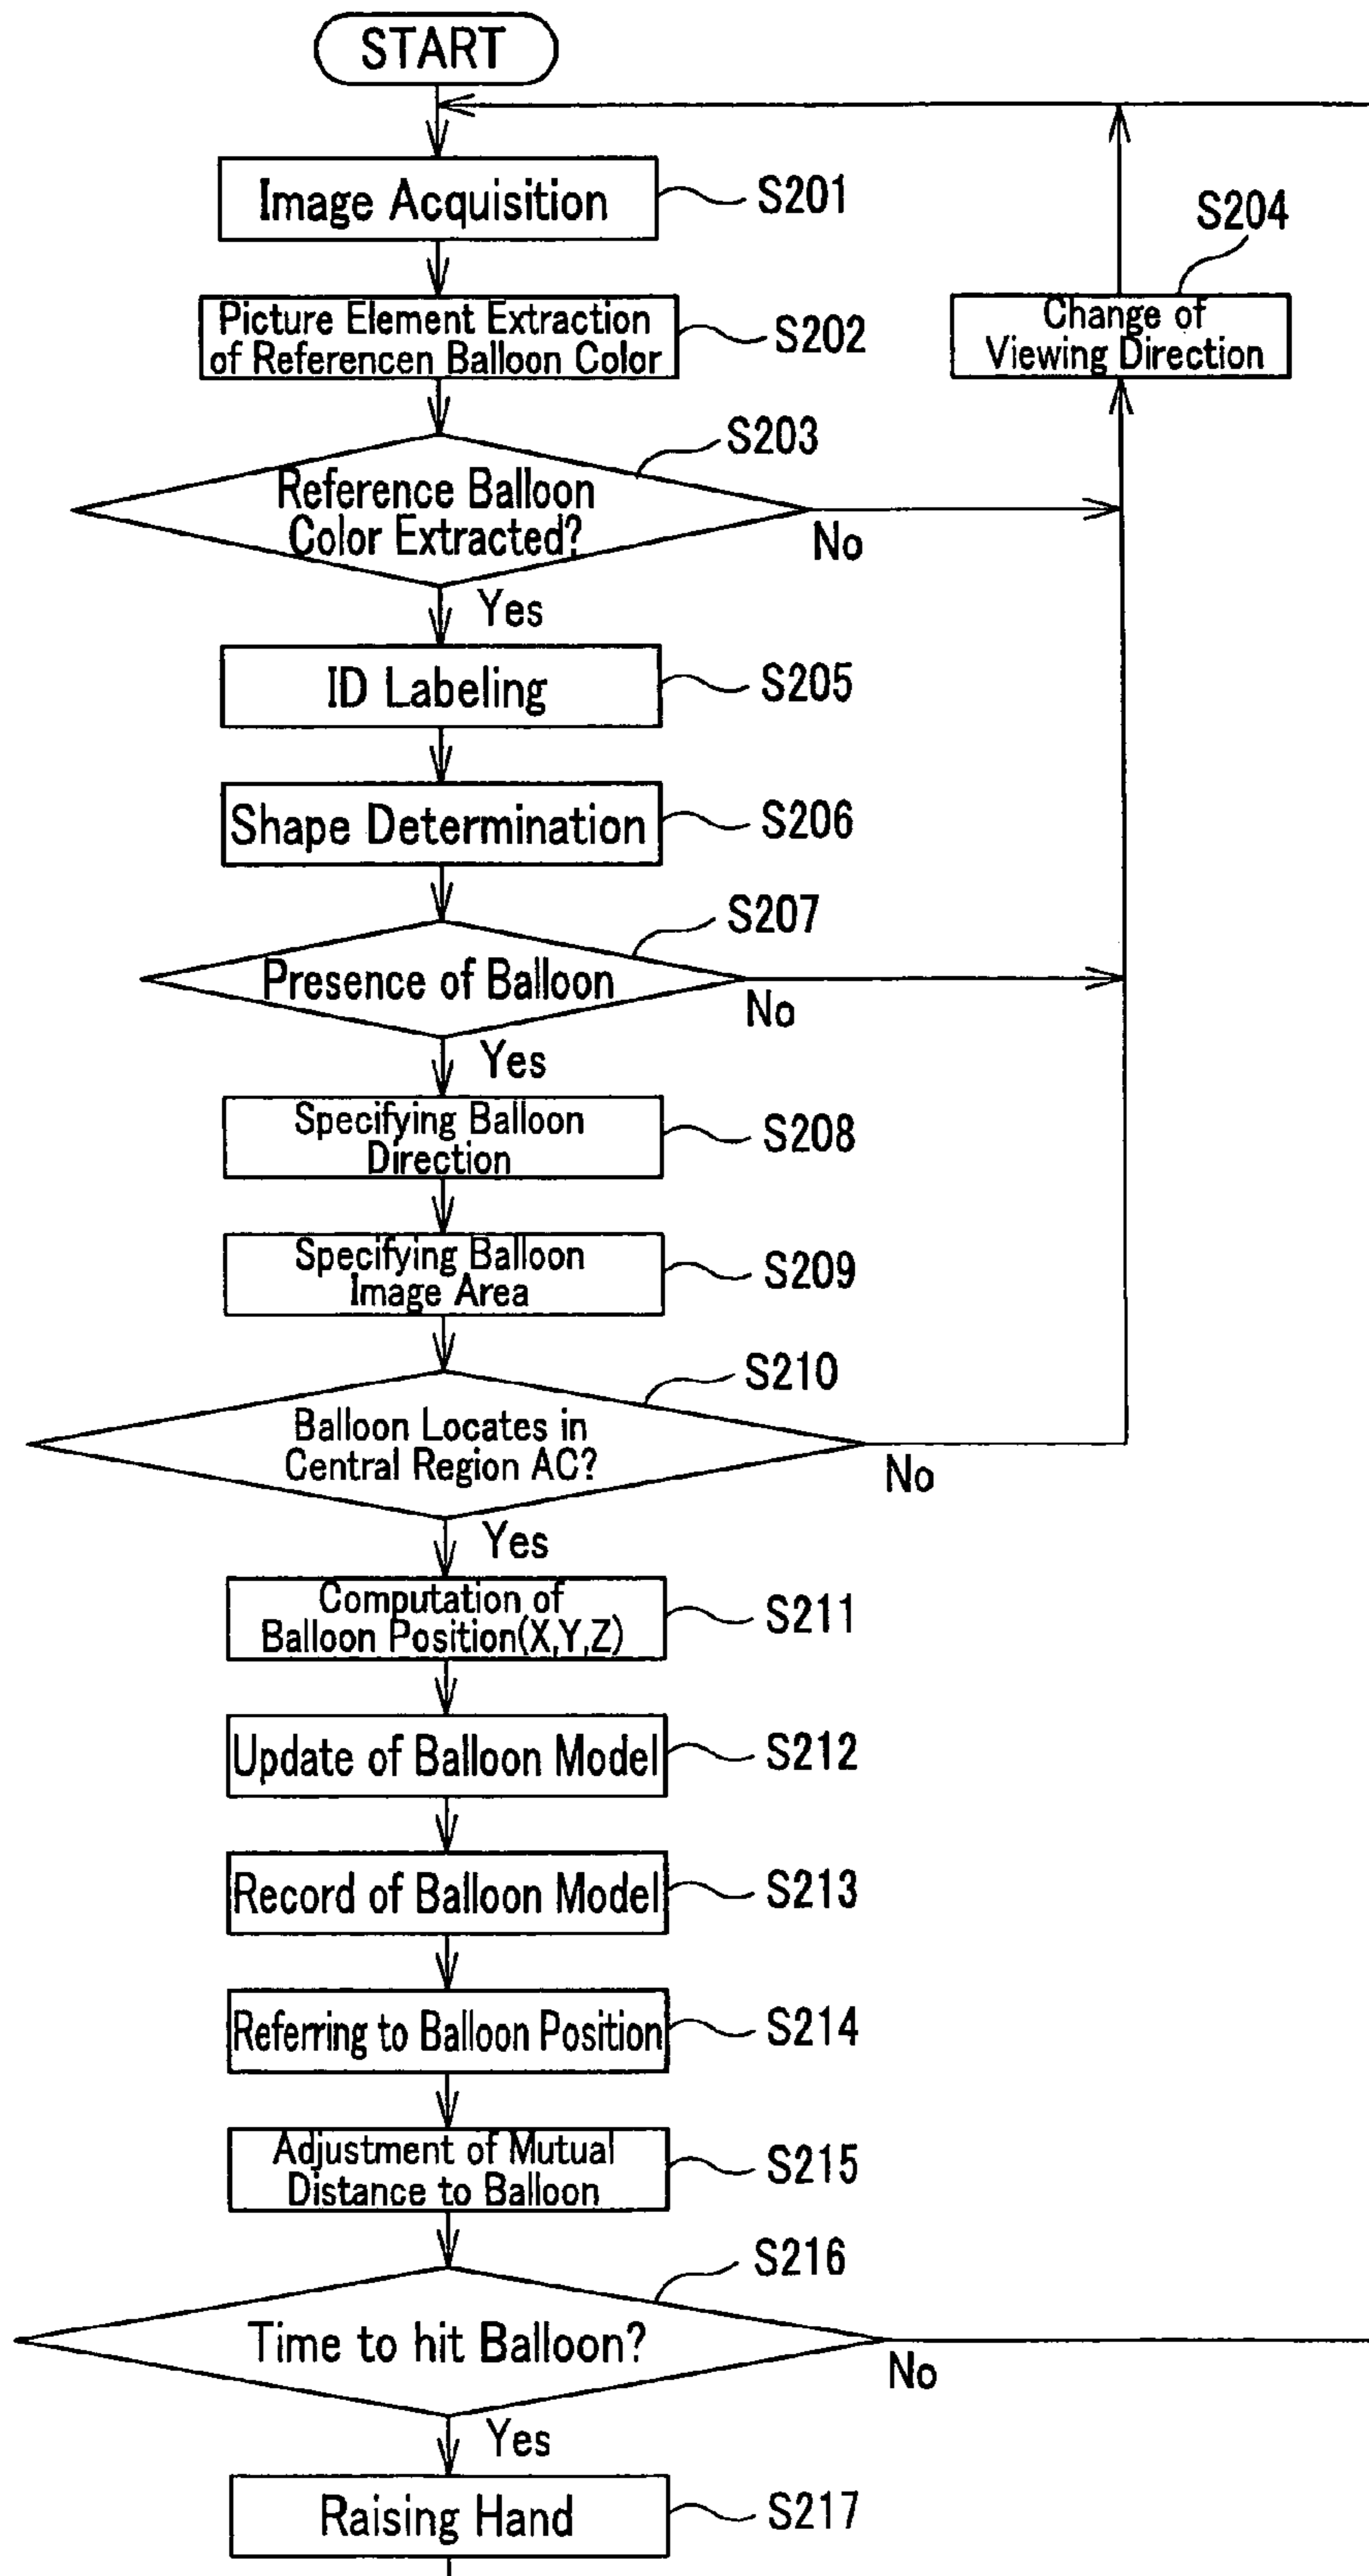 START
Image Acquisition
S201
S204
Change of
Viewing Direction
Picture Element Extraction
of Referencen Balloon Color
S202
S203
Reference Balloon
Color Extracted?
No
Yes
ID Labeling
S205
Shape Determination
S206
S207
Presence of Balloon
No
Yes
Specifying Balloon
Direction
S208
Specifying Balloon
Image Area
S209
S210
Balloon Locates in
Central Region AC?
No
Yes
Computation of
Balloon Position(X,Y,Z)
S211
Update of Balloon Model
S212
Record of Balloon Model
S213
Referring to Balloon Position
S214
Adjustment of Mutual
Distance to Balloon
S215
S216
Time to hit Balloon?
No
Yes
Raising Hand
S217